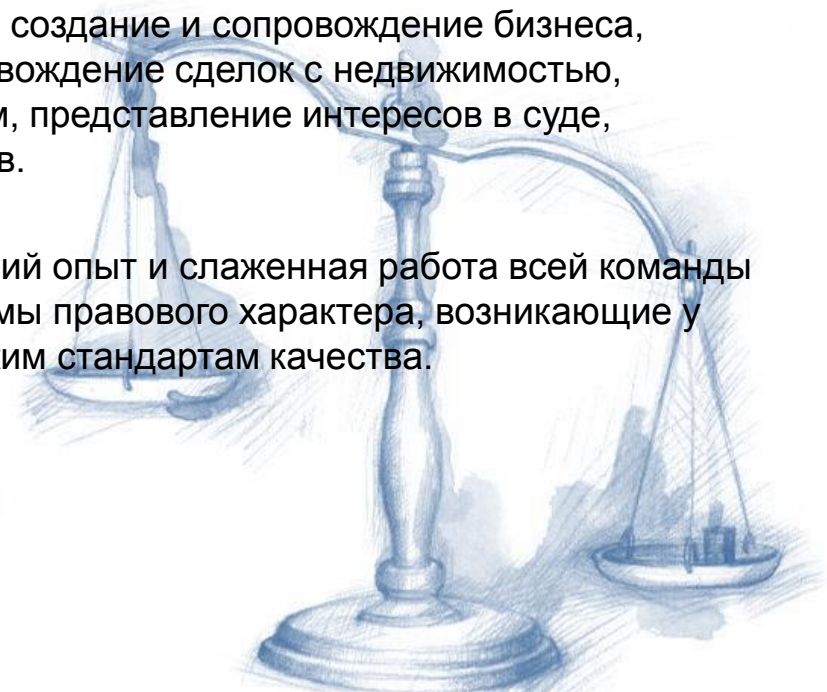 создание и сопровождение бизнеса,
вождение сделок с недвижимостью,
м, представление интересов в суде,
в.
ий опыт и слаженная работа всей команды
мы правового характера, возникающие у
ким стандартам качества.